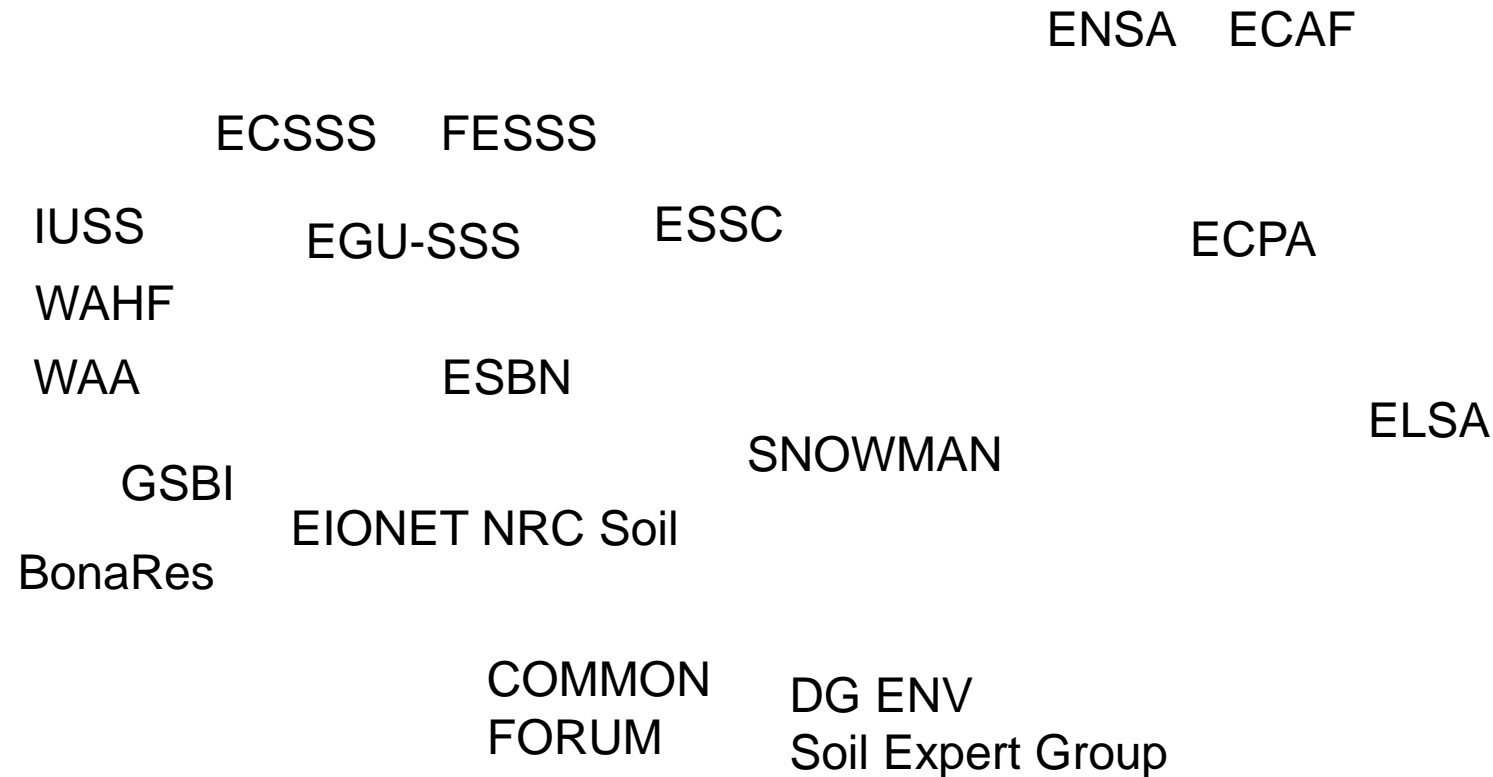 ENSA ECAF
ECSSS FESSS
IUSS EGU-SSS ESSC ECPA
WAHF
WAA ESBN
ELSA
SNOWMAN
GSBI
EIONET NRC Soil
BonaRes
COMMON
FORUM
DG ENV
Soil Expert Group